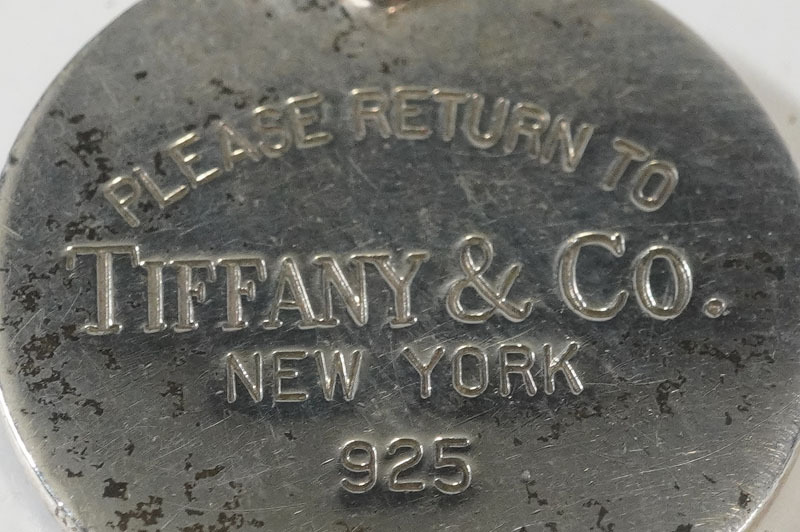 PLEASE RETURN TO
TIFFANY & CO.
NEW YORK
925